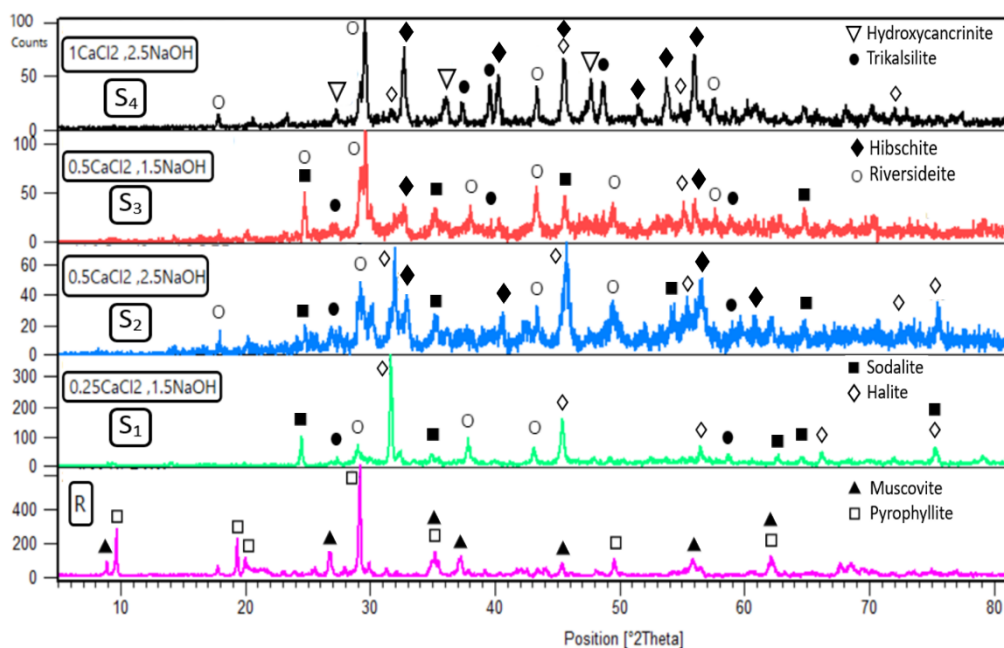 100
Counts
50
0
1CaCl2 ,2.5NaOH
S4
Hydroxycancrinite
Trikalsilite
100
50
0
0.5CaCl2 ,1.5NaOH
S3
Hibschite
Riversideite
60
40
20
0
0.5CaCl2 ,2.5NaOH
S2
300
200
100
0
0.25CaCl2 ,1.5NaOH
S1
Sodalite
Halite
400
200
0
R
Muscovite
Pyrophyllite
10 20 30 40 50 60 70 80
Position [°2Theta]